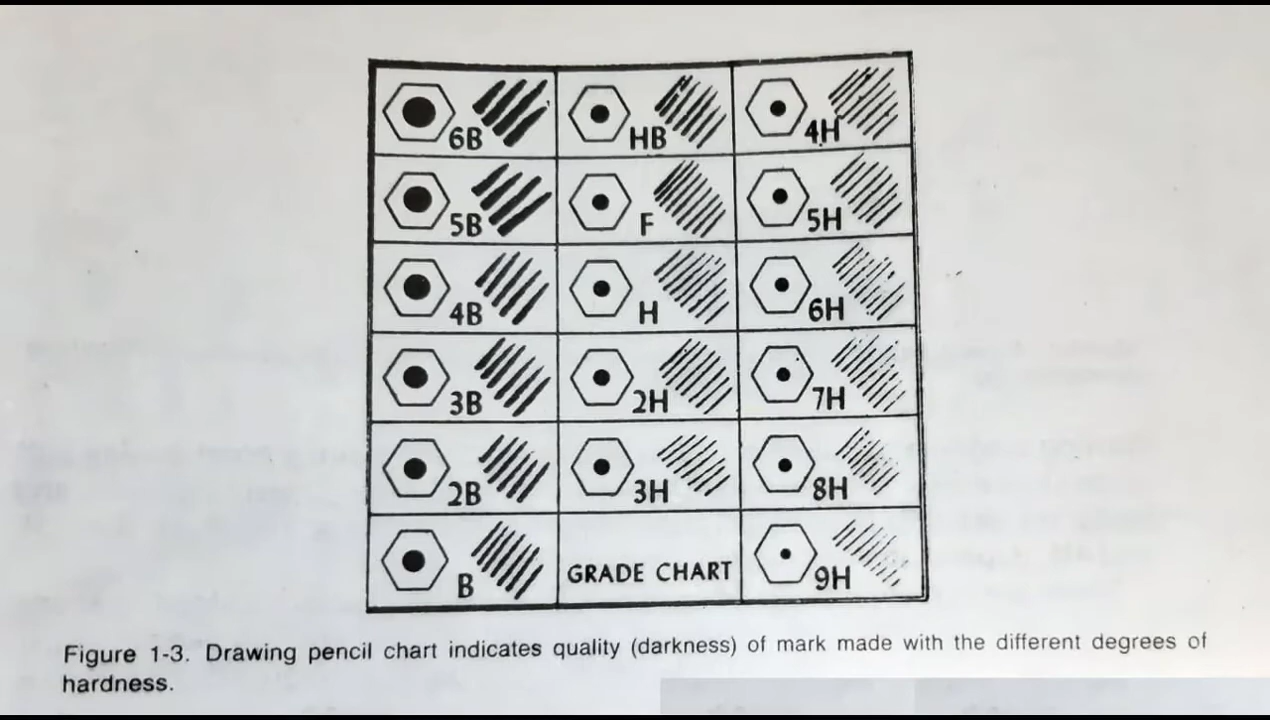 6B HB 4H
5B F 5H
4B H 6H
3B 2H 7H
2B 3H 8H
B GRADE CHART 9H
Figure 1-3. Drawing pencil chart indicates quality (darkness) of mark made with the different degrees of
hardness.